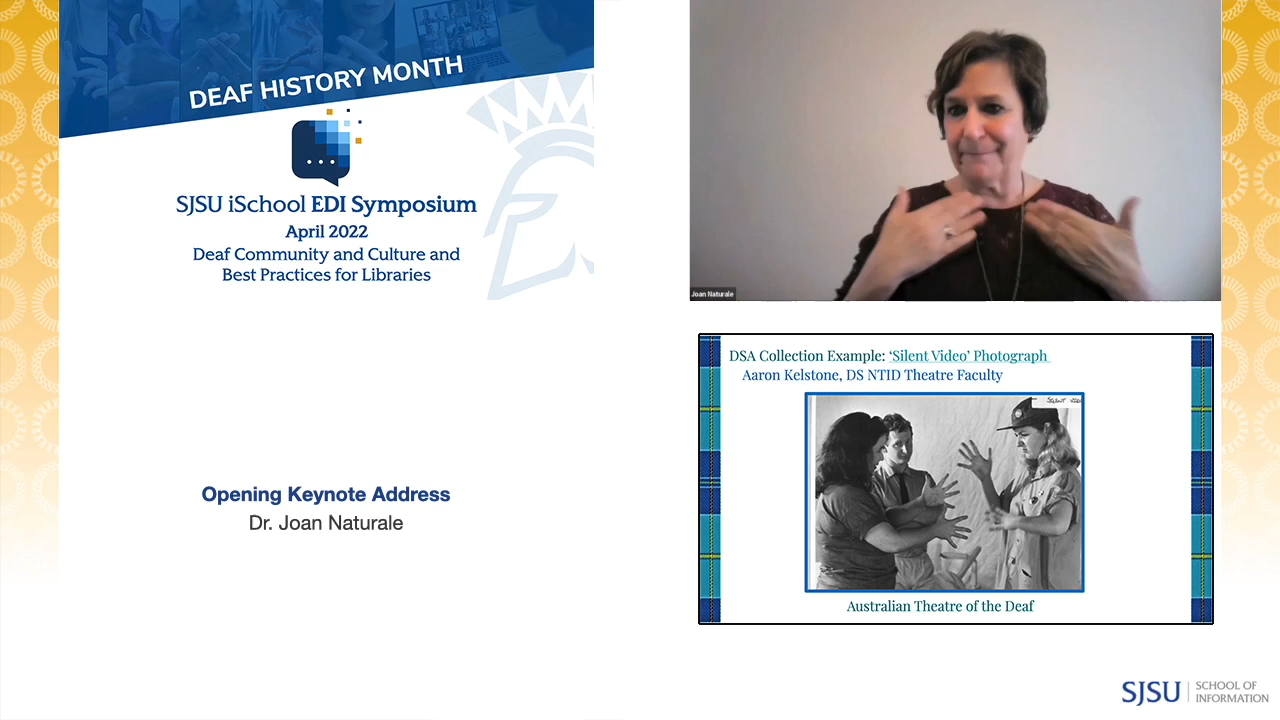 DEAF HISTORY MONTH
SJSU iSchool EDI Symposium
April 2022
Deaf Community and Culture and
Best Practices for Libraries
Opening Keynote Address
Dr. Joan Naturale
Joan Naturale
DSA Collection Example: ‘Silent Video’ Photograph
Aaron Kelstone, DS NTID Theatre Faculty
Australian Theatre of the Deaf
SJSU
SCHOOL OF
INFORMATION